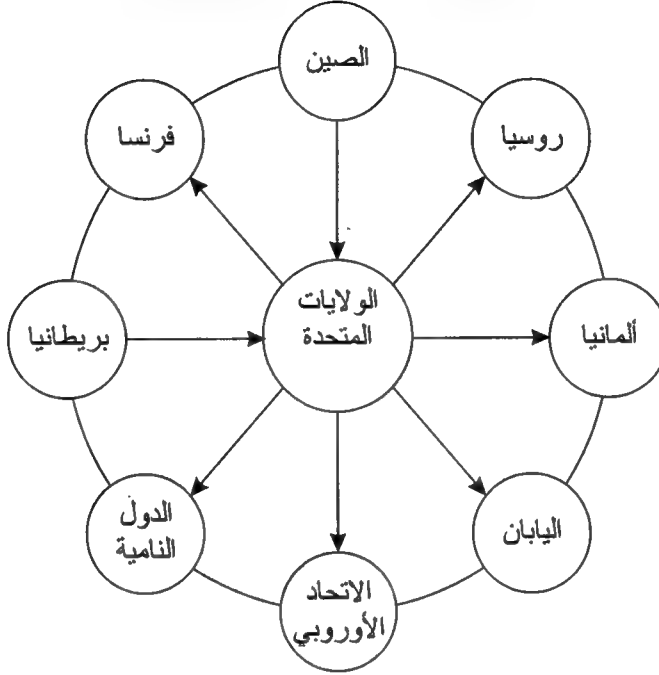 الصين
فرنسا
روسيا
الولايات
المتحدة
بريطانيا
ألمانيا
الدول
النامية
اليابان
الاتحاد
الأوروبي